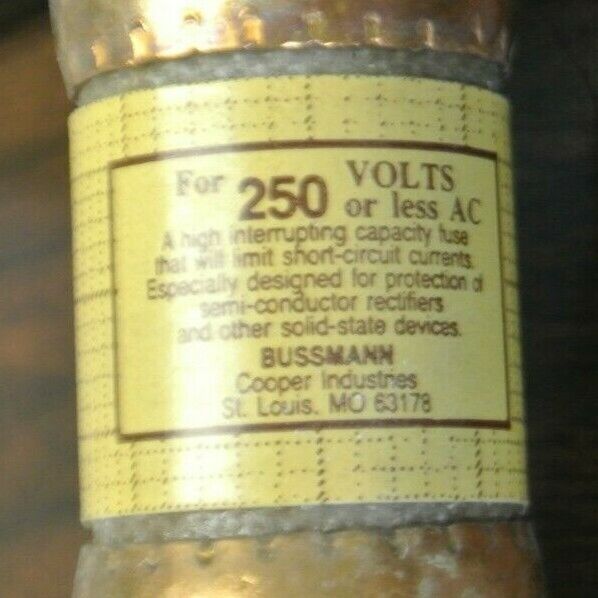 For 250 VOLTS
or less AC
A high interrupting capacity fuse
that will limit short-circuit currents.
Especially designed for protection of
semi-conductor rectifiers
and other solid-state devices.
BUSSMANN
Cooper Industries
St. Louis, MO 63178